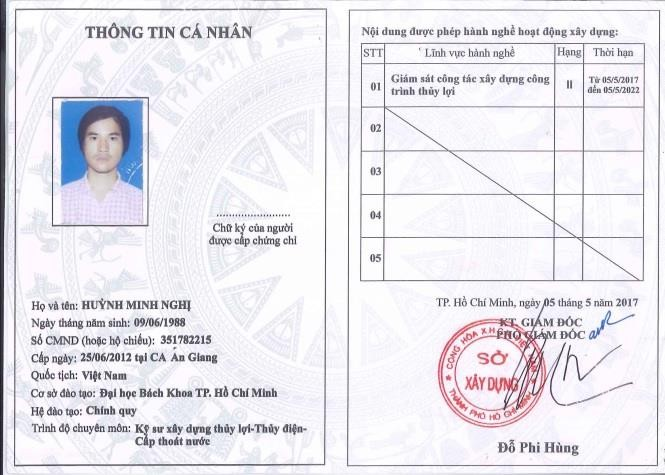 THÔNG TIN CÁ NHÂN
Chữ ký của người
được cấp chứng chỉ
Họ và tên: HUỲNH MINH NGHỊ
Ngày tháng năm sinh: 09/06/1988
Số CMND (hoặc hộ chiếu): 351782215
Cấp ngày: 25/06/2012 tại CA An Giang
Quốc tịch: Việt Nam
Cơ sở đào tạo: Đại học Bách Khoa TP. Hồ Chí Minh
Hệ đào tạo: Chính quy
Trình độ chuyên môn: Kỹ sư xây dựng thủy lợi-Thủy điện-
Cấp thoát nước
Nội dung được phép hành nghề hoạt động xây dựng:
STT Lĩnh vực hành nghề Hạng Thời hạn
01 Giám sát công tác xây dựng công trình thủy lợi II Từ 05/5/2017 đến 05/5/2022
02
03
04
05
TP. Hồ Chí Minh, ngày 05 tháng 5 năm 2017
KT. GIÁM ĐỐC
PHÓ GIÁM ĐỐC
SỞ
XÂY DỰNG
THÀNH PHỐ HỒ CHÍ MINH
Đỗ Phi Hùng